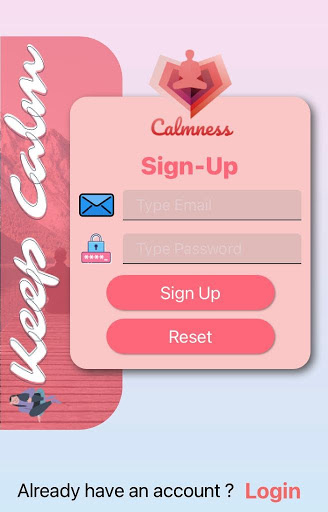 Keep Calm
Calmness
Sign-Up
Type Email
Type Password
****_
Sign Up
Reset
Already have an account ? Login